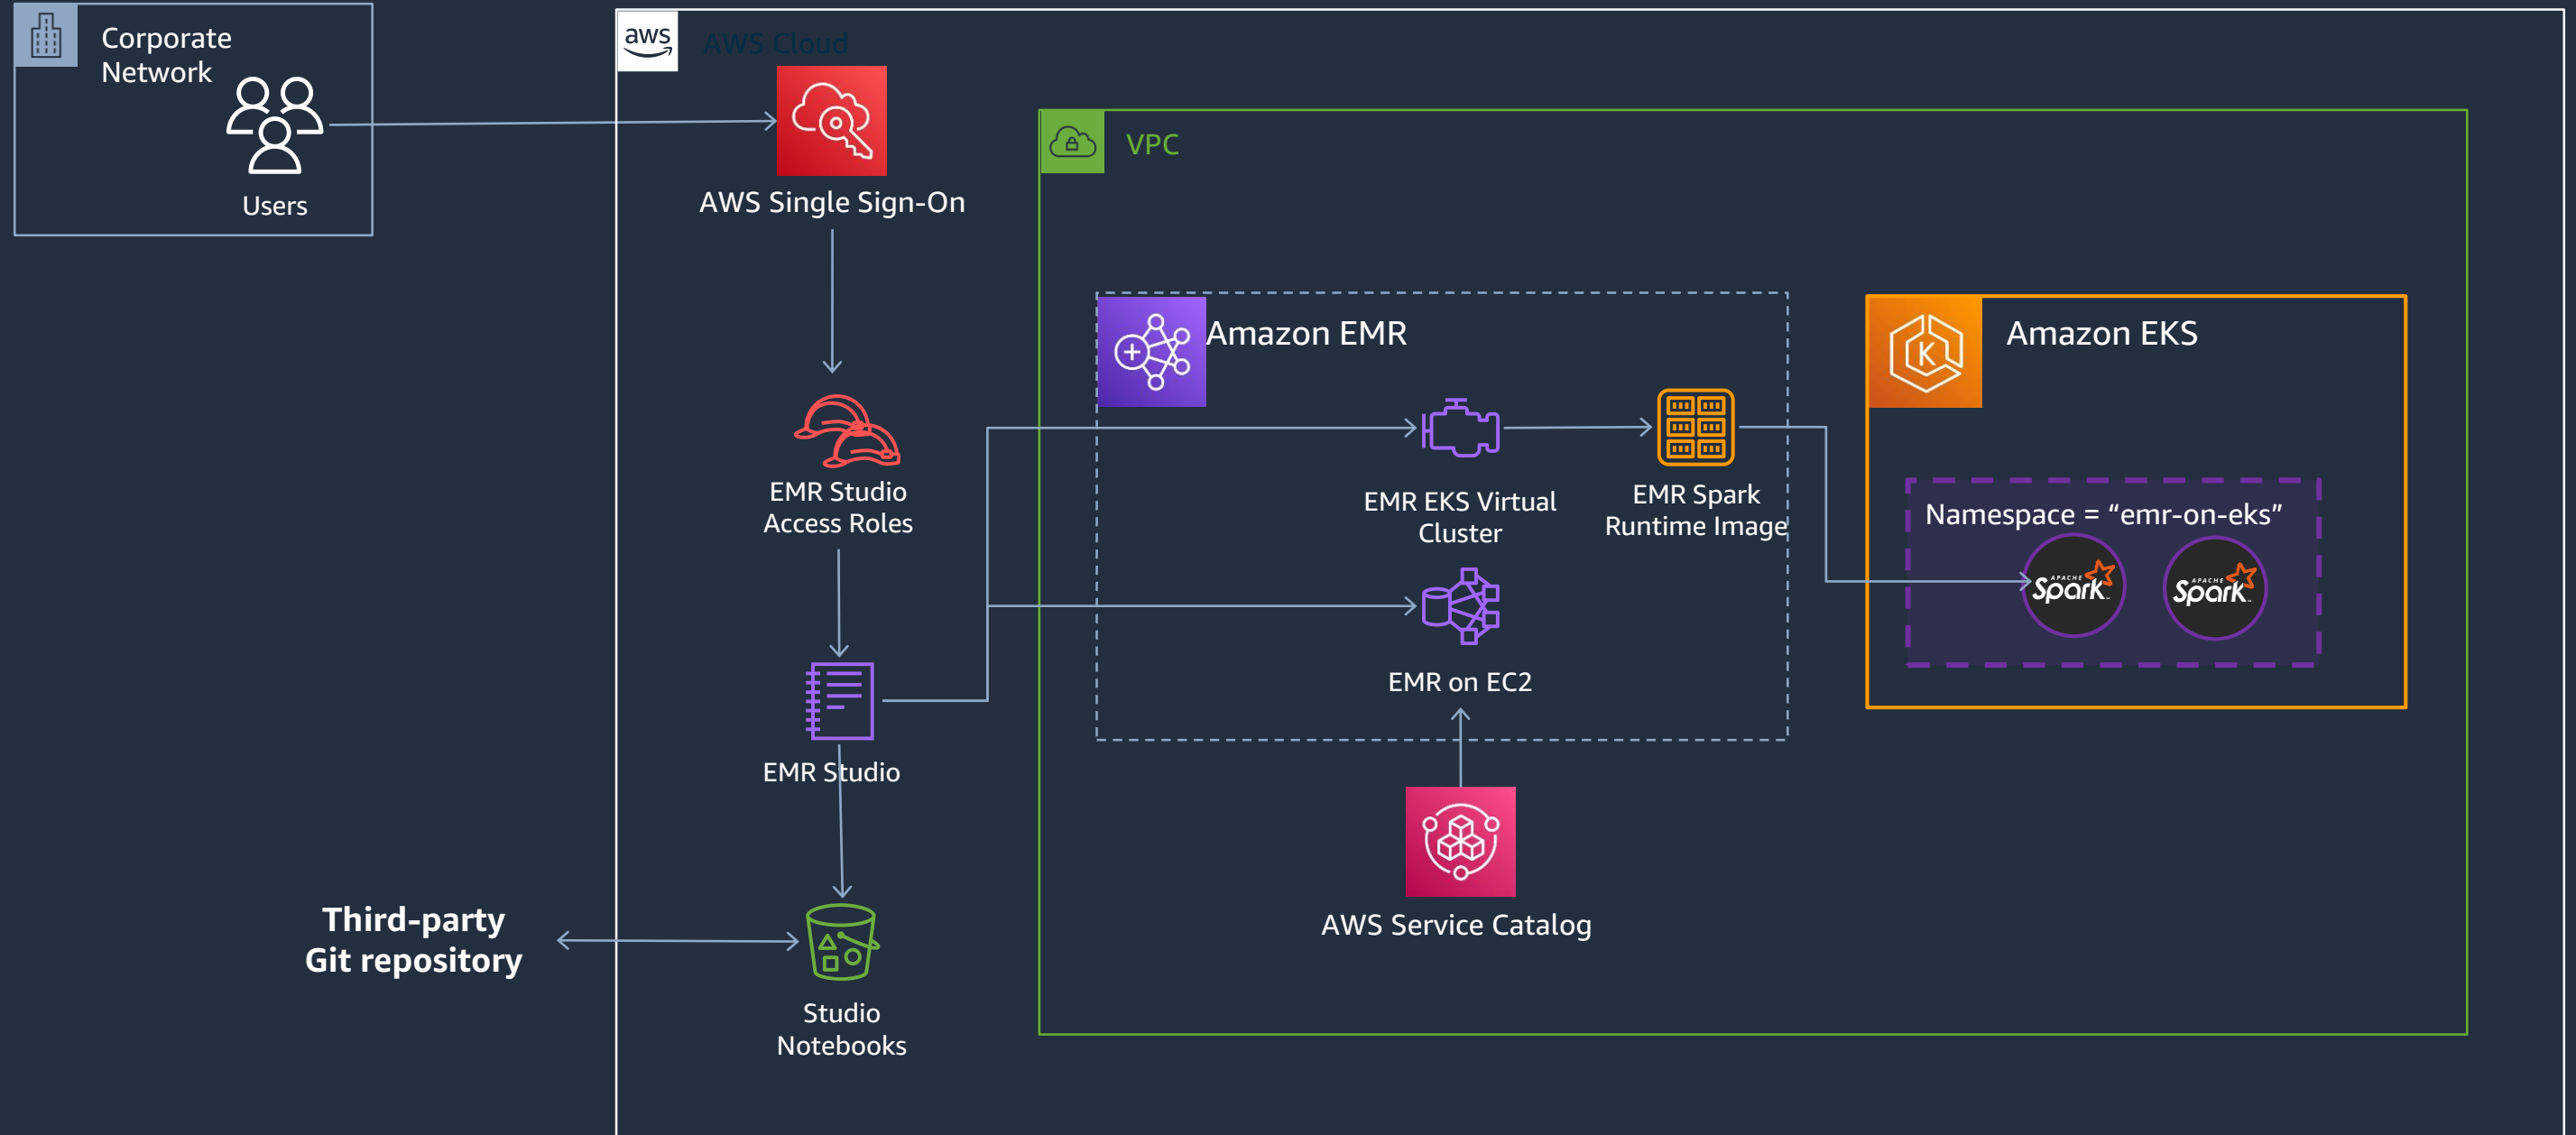 Corporate
Network
Users
aws
AWS Cloud
AWS Single Sign-On
VPC
EMR Studio
Access Roles
EMR Studio
Third-party
Git repository
Studio
Notebooks
Amazon EMR
EMR EKS Virtual
Cluster
EMR Spark
Runtime Image
EMR on EC2
AWS Service Catalog
Amazon EKS
K
Namespace = “emr-on-eks”
APACHE
Spark
APACHE
Spark